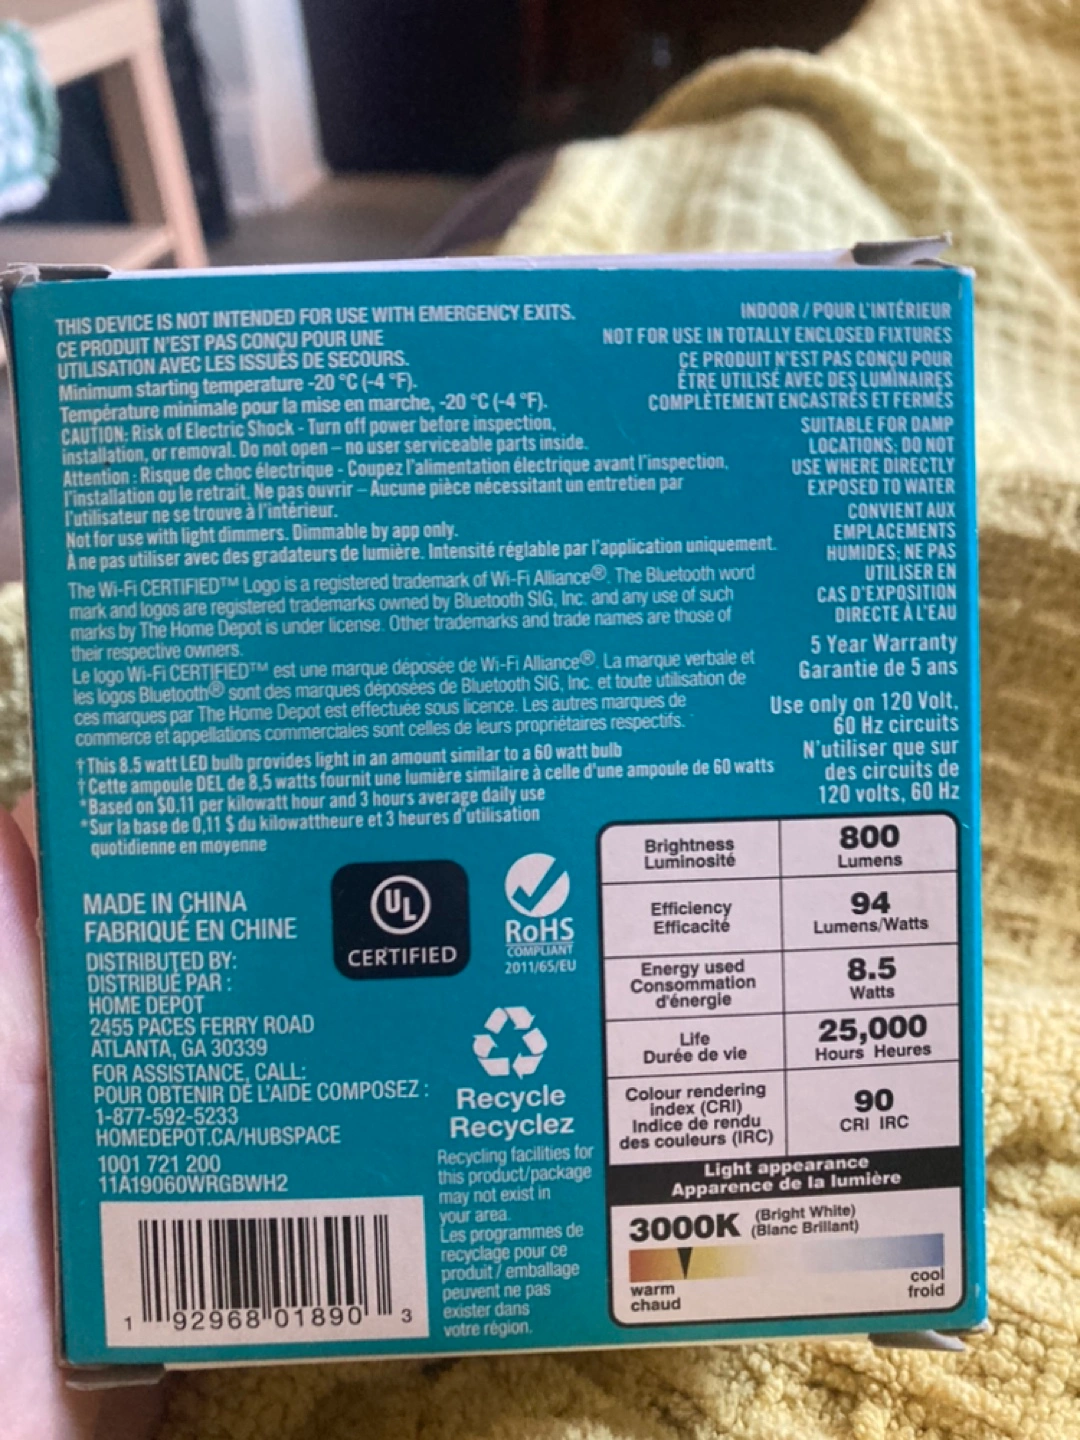 THIS DEVICE IS NOT INTENDED FOR USE WITH EMERGENCY EXITS.
CE PRODUIT N'EST PAS CONÇU POUR UNE
UTILISATION AVEC LES ISSUES DE SECOURS.
Minimum starting temperature -20 °C (-4 °F).
Température minimale pour la mise en marche, -20 °C (-4 °F).
CAUTION: Risk of Electric Shock - Turn off power before inspection,
installation, or removal. Do not open – no user serviceable parts inside.
Attention : Risque de choc électrique - Coupez l'alimentation électrique avant l'inspection,
l'installation ou le retrait. Ne pas ouvrir – Aucune pièce nécessitant un entretien par
l'utilisateur ne se trouve à l'intérieur.
Not for use with light dimmers. Dimmable by app only.
À ne pas utiliser avec des gradateurs de lumière. Intensité réglable par l'application uniquement.
The Wi-Fi CERTIFIED™ Logo is a registered trademark of Wi-Fi Alliance®. The Bluetooth word
mark and logos are registered trademarks owned by Bluetooth SIG, Inc. and any use of such
marks by The Home Depot is under license. Other trademarks and trade names are those of
their respective owners.
Le logo Wi-Fi CERTIFIED™ est une marque déposée de Wi-Fi Alliance®. La marque verbale et
les logos Bluetooth® sont des marques déposées de Bluetooth SIG, Inc. et toute utilisation de
ces marques par The Home Depot est effectuée sous licence. Les autres marques de
commerce et appellations commerciales sont celles de leurs propriétaires respectifs.
†This 8.5 watt LED bulb provides light in an amount similar to a 60 watt bulb
†Cette ampoule DEL de 8,5 watts fournit une lumière similaire à celle d'une ampoule de 60 watts
*Based on $0.11 per kilowatt hour and 3 hours average daily use
*Sur la base de 0,11 $ du kilowattheure et 3 heures d'utilisation
quotidienne en moyenne
INDOOR / POUR L'INTÉRIEUR
NOT FOR USE IN TOTALLY ENCLOSED FIXTURES
CE PRODUIT N'EST PAS CONÇU POUR
ÊTRE UTILISÉ AVEC DES LUMINAIRES
COMPLÈTEMENT ENCASTRÉS ET FERMÉS
SUITABLE FOR DAMP
LOCATIONS; DO NOT
USE WHERE DIRECTLY
EXPOSED TO WATER
CONVIENT AUX
EMPLACEMENTS
HUMIDES; NE PAS
UTILISER EN
CAS D'EXPOSITION
DIRECTE À L'EAU
5 Year Warranty
Garantie de 5 ans
Use only on 120 Volt,
60 Hz circuits
N'utiliser que sur
des circuits de
120 volts, 60 Hz
MADE IN CHINA
FABRIQUÉ EN CHINE
DISTRIBUTED BY:
DISTRIBUÉ PAR :
HOME DEPOT
2455 PACES FERRY ROAD
ATLANTA, GA 30339
FOR ASSISTANCE, CALL:
POUR OBTENIR DE L'AIDE COMPOSEZ :
1-877-592-5233
HOMEDEPOT.CA/HUBSPACE
1001 721 200
11A19060WRGBWH2
1 92968 01890 3
UL
CERTIFIED
RoHS
COMPLIANT
2011/65/EU
Recycle
Recyclez
Recycling facilities for
this product/package
may not exist in
your area.
Les programmes de
recyclage pour ce
produit / emballage
peuvent ne pas
exister dans
votre région.
Brightness
Luminosité
800
Lumens
Efficiency
Efficacité
94
Lumens/Watts
Energy used
Consommation
d'énergie
8.5
Watts
Life
Durée de vie
25,000
Hours Heures
Colour rendering
index (CRI)
Indice de rendu
des couleurs (IRC)
90
CRI IRC
Light appearance
Apparence de la lumière
3000K (Bright White)
(Blanc Brillant)
warm
chaud
cool
froid